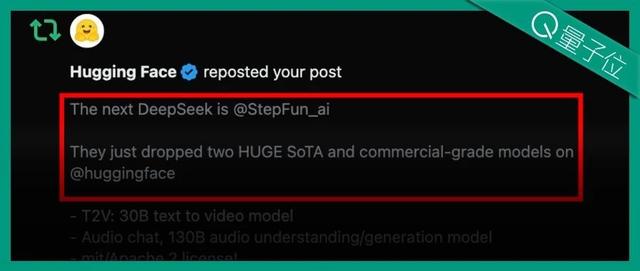 量子位
Hugging Face reposted your post
The next DeepSeek is @StepFun_ai
They just dropped two HUGE SoTA and commercial-grade models on
@huggingface
- T2V: 30B text to video model
- Audio chat, 130B audio understanding/generation model
- mit/Apache 2 license!